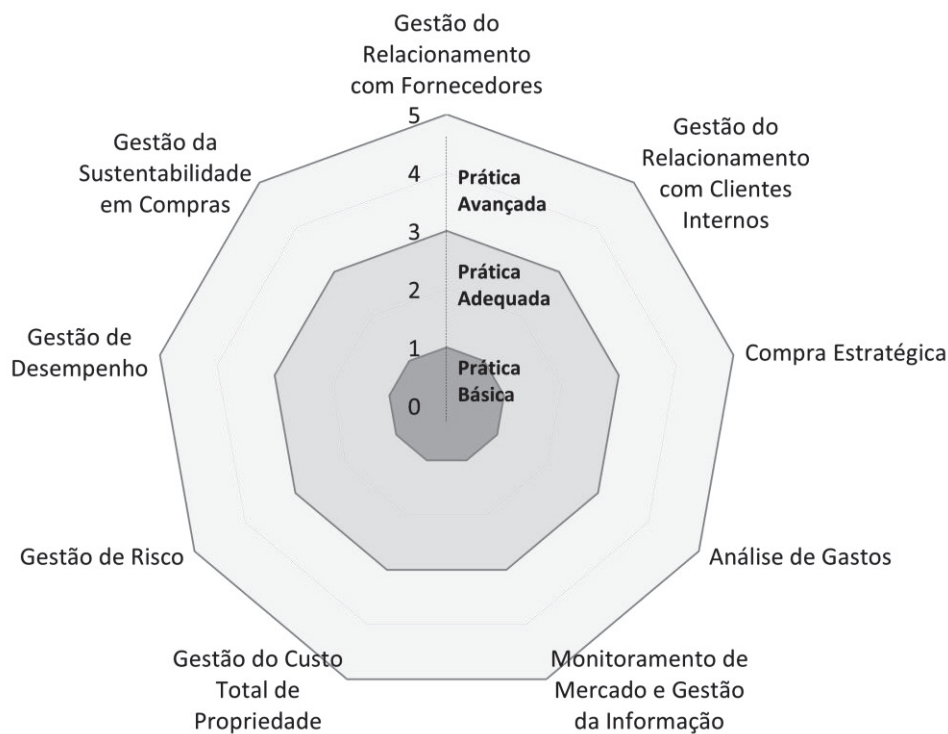 Gestão do
Relacionamento
com Fornecedores
Gestão do
Relacionamento
com Clientes
Internos
Compra Estratégica
Análise de Gastos
Monitoramento de
Mercado e Gestão
da Informação
Gestão do Custo
Total de
Propriedade
Gestão de Risco
Gestão de
Desempenho
Gestão da
Sustentabilidade
em Compras
5
4
3
2
1
0
Prática
Avançada
Prática
Adequada
Prática
Básica